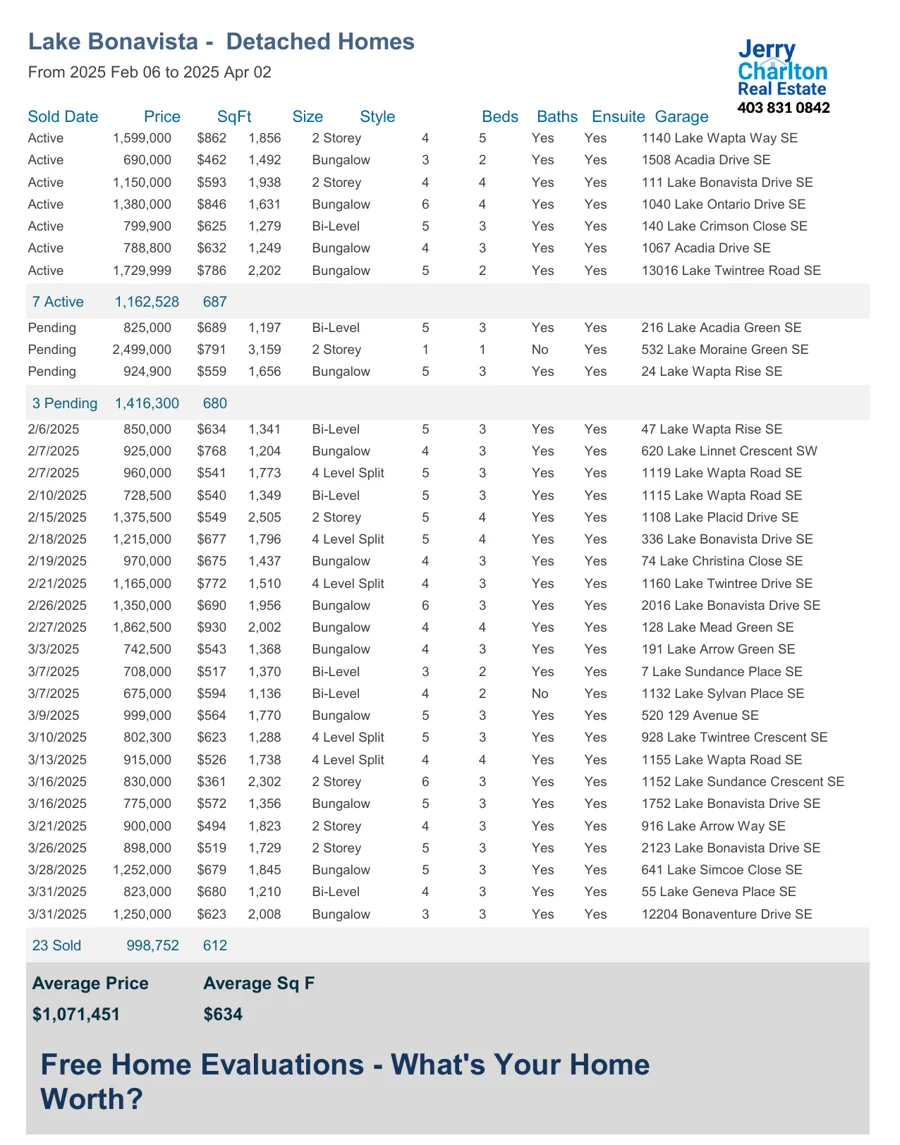 Lake Bonavista - Detached Homes
From 2025 Feb 06 to 2025 Apr 02
Jerry
Charlton
Real Estate
403 831 0842
Sold Date Price SqFt Size Style Beds Baths Ensuite Garage
Active 1,599,000 $862 1,856 2 Storey 4 5 Yes Yes 1140 Lake Wapta Way SE
Active 690,000 $462 1,492 Bungalow 3 2 Yes Yes 1508 Acadia Drive SE
Active 1,150,000 $593 1,938 2 Storey 4 4 Yes Yes 111 Lake Bonavista Drive SE
Active 1,380,000 $846 1,631 Bungalow 6 4 Yes Yes 1040 Lake Ontario Drive SE
Active 799,900 $625 1,279 Bi-Level 5 3 Yes Yes 140 Lake Crimson Close SE
Active 788,800 $632 1,249 Bungalow 4 3 Yes Yes 1067 Acadia Drive SE
Active 1,729,999 $786 2,202 Bungalow 5 2 Yes Yes 13016 Lake Twintree Road SE
7 Active 1,162,528 687
Pending 825,000 $689 1,197 Bi-Level 5 3 Yes Yes 216 Lake Acadia Green SE
Pending 2,499,000 $791 3,159 2 Storey 1 1 No Yes 532 Lake Moraine Green SE
Pending 924,900 $559 1,656 Bungalow 5 3 Yes Yes 24 Lake Wapta Rise SE
3 Pending 1,416,300 680
2/6/2025 850,000 $634 1,341 Bi-Level 5 3 Yes Yes 47 Lake Wapta Rise SE
2/7/2025 925,000 $768 1,204 Bungalow 4 3 Yes Yes 620 Lake Linnet Crescent SW
2/7/2025 960,000 $541 1,773 4 Level Split 5 3 Yes Yes 1119 Lake Wapta Road SE
2/10/2025 728,500 $540 1,349 Bi-Level 5 3 Yes Yes 1115 Lake Wapta Road SE
2/15/2025 1,375,500 $549 2,505 2 Storey 5 4 Yes Yes 1108 Lake Placid Drive SE
2/18/2025 1,215,000 $677 1,796 4 Level Split 5 4 Yes Yes 336 Lake Bonavista Drive SE
2/19/2025 970,000 $675 1,437 Bungalow 4 3 Yes Yes 74 Lake Christina Close SE
2/21/2025 1,165,000 $772 1,510 4 Level Split 4 3 Yes Yes 1160 Lake Twintree Drive SE
2/26/2025 1,350,000 $690 1,956 Bungalow 6 3 Yes Yes 2016 Lake Bonavista Drive SE
2/27/2025 1,862,500 $930 2,002 Bungalow 4 4 Yes Yes 128 Lake Mead Green SE
3/3/2025 742,500 $543 1,368 Bungalow 4 3 Yes Yes 191 Lake Arrow Green SE
3/7/2025 708,000 $517 1,370 Bi-Level 3 2 Yes Yes 7 Lake Sundance Place SE
3/7/2025 675,000 $594 1,136 Bi-Level 4 2 No Yes 1132 Lake Sylvan Place SE
3/9/2025 999,000 $564 1,770 Bungalow 5 3 Yes Yes 520 129 Avenue SE
3/10/2025 802,300 $623 1,288 4 Level Split 5 3 Yes Yes 928 Lake Twintree Crescent SE
3/13/2025 915,000 $526 1,738 4 Level Split 4 4 Yes Yes 1155 Lake Wapta Road SE
3/16/2025 830,000 $361 2,302 2 Storey 6 3 Yes Yes 1152 Lake Sundance Crescent SE
3/16/2025 775,000 $572 1,356 Bungalow 5 3 Yes Yes 1752 Lake Bonavista Drive SE
3/21/2025 900,000 $494 1,823 2 Storey 4 3 Yes Yes 916 Lake Arrow Way SE
3/26/2025 898,000 $519 1,729 2 Storey 5 3 Yes Yes 2123 Lake Bonavista Drive SE
3/28/2025 1,252,000 $679 1,845 Bungalow 5 3 Yes Yes 641 Lake Simcoe Close SE
3/31/2025 823,000 $680 1,210 Bi-Level 4 3 Yes Yes 55 Lake Geneva Place SE
3/31/2025 1,250,000 $623 2,008 Bungalow 3 3 Yes Yes 12204 Bonaventure Drive SE
23 Sold 998,752 612
Average Price Average Sq F
$1,071,451 $634
Free Home Evaluations - What's Your Home
Worth?